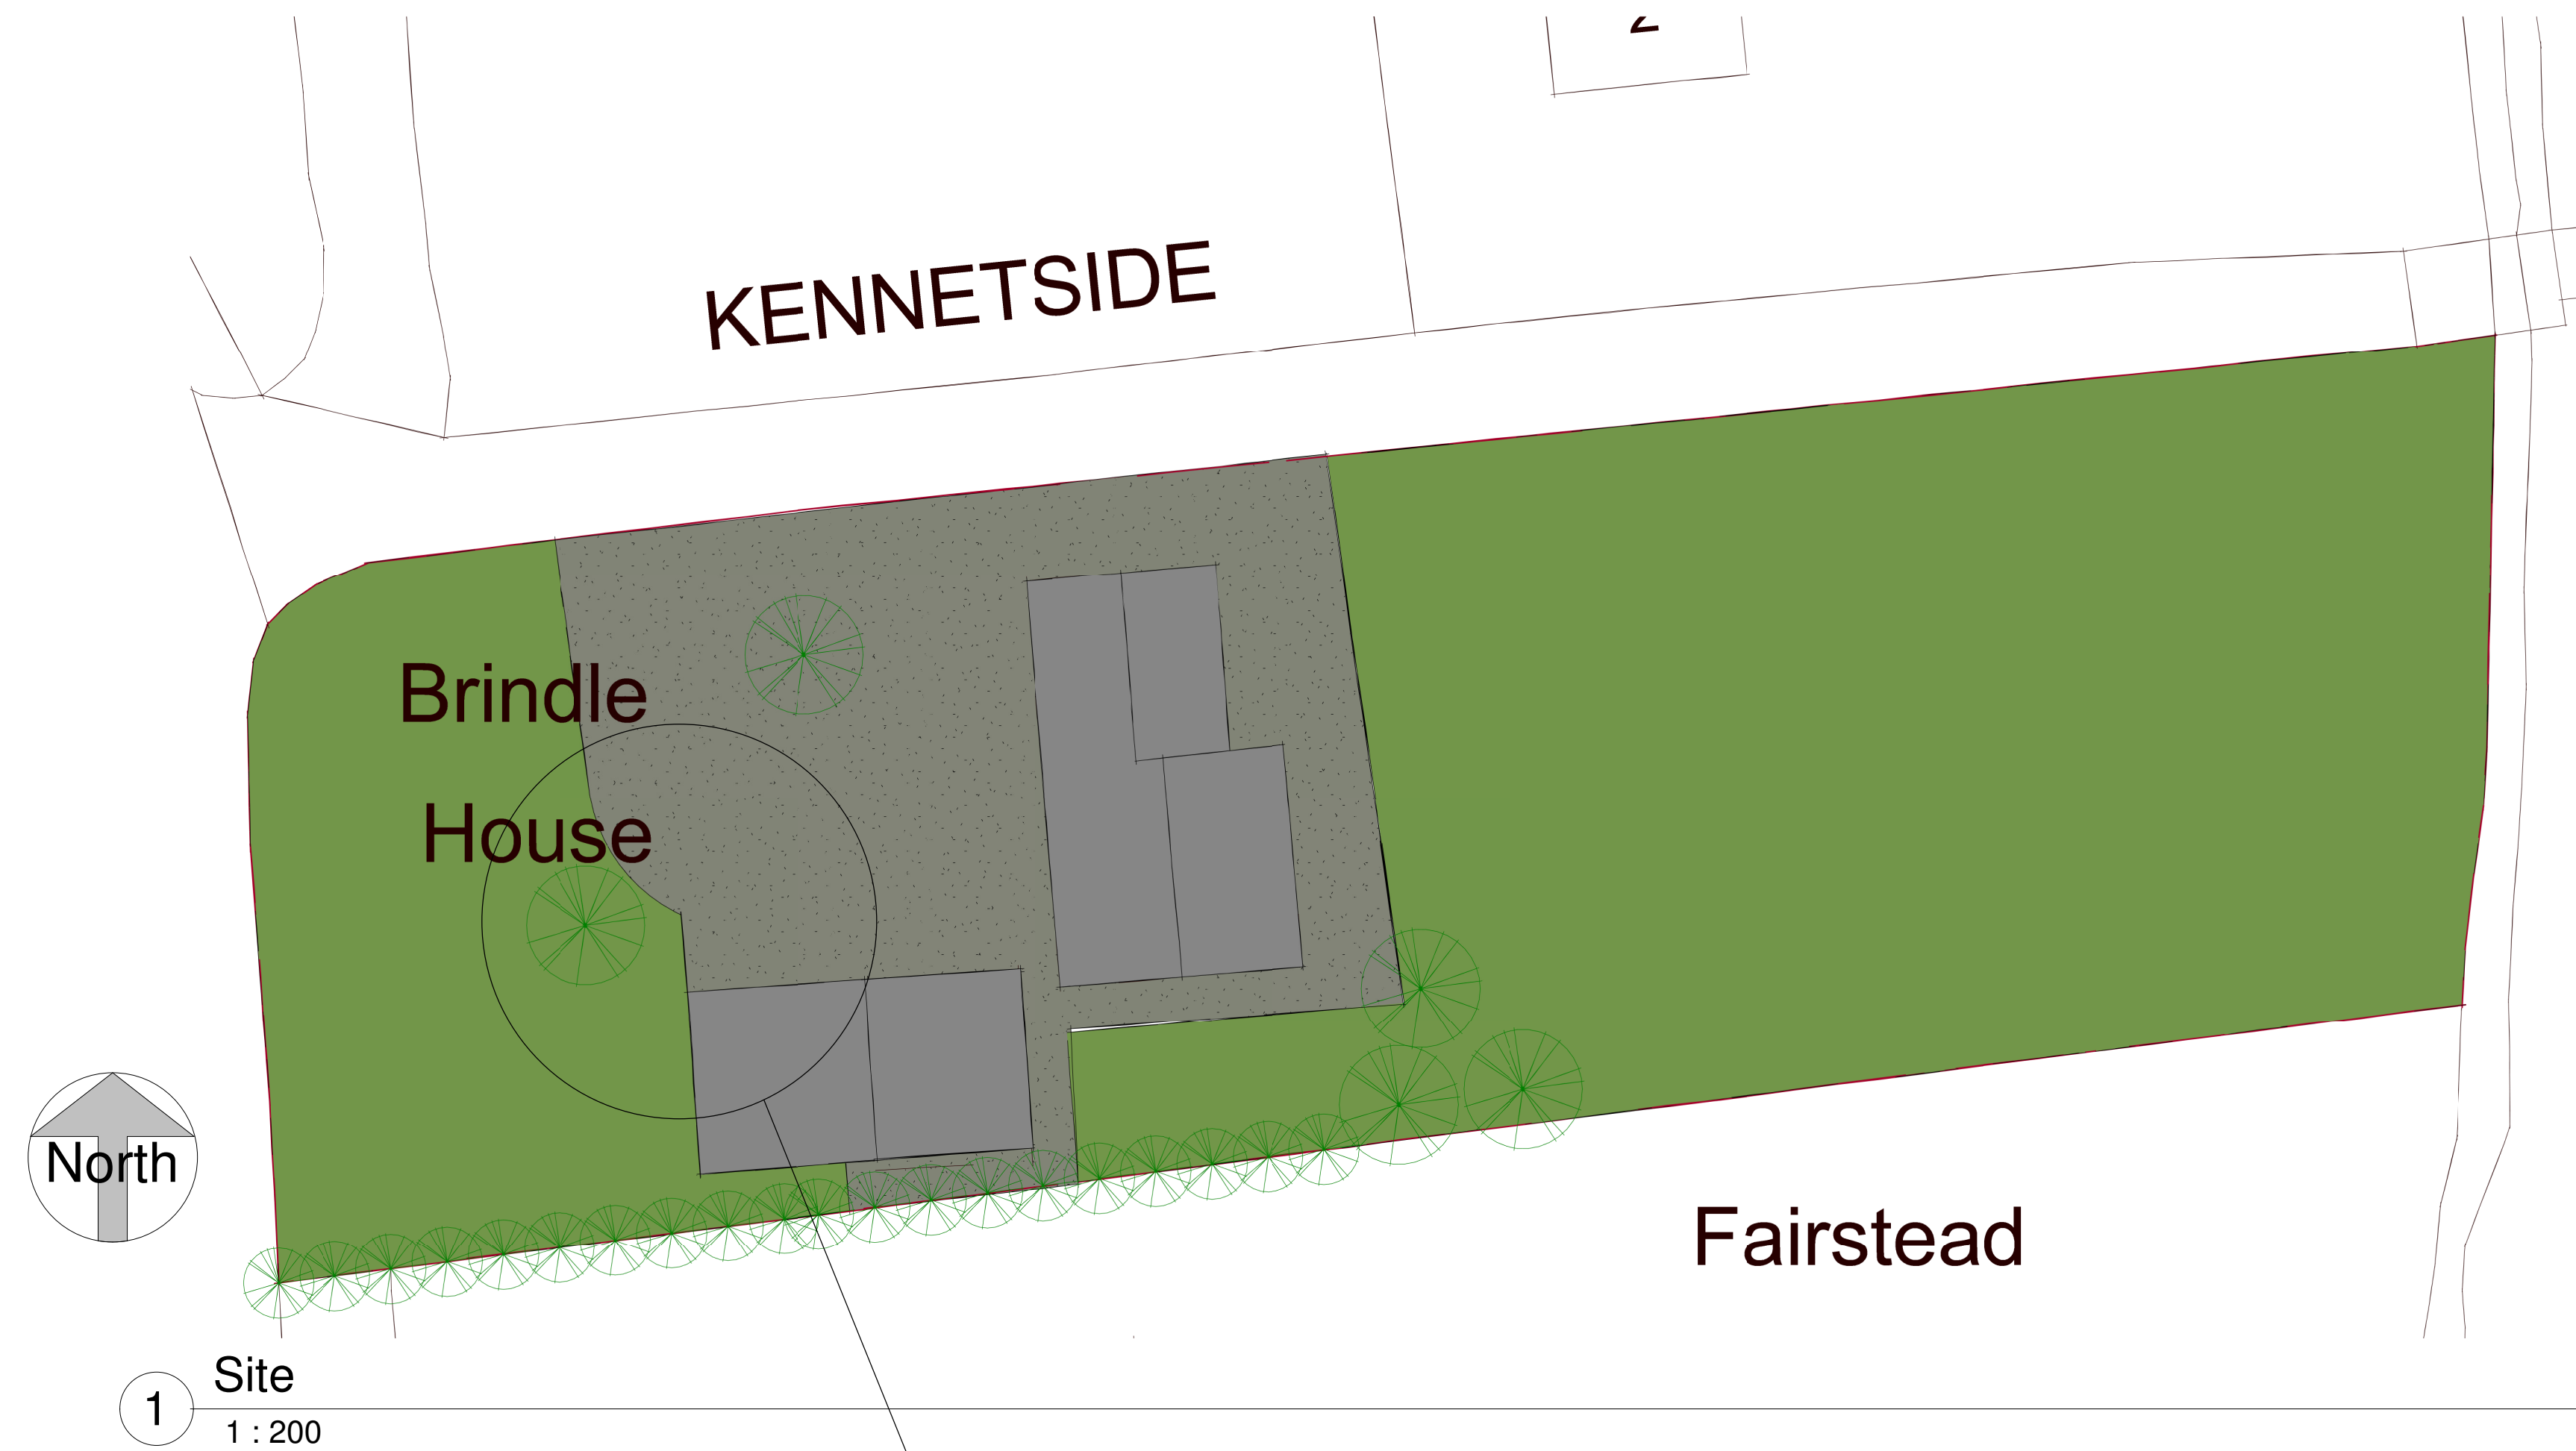 KENNETSIDE
Brindle
House
North
Fairstead
1
Site
1 : 200